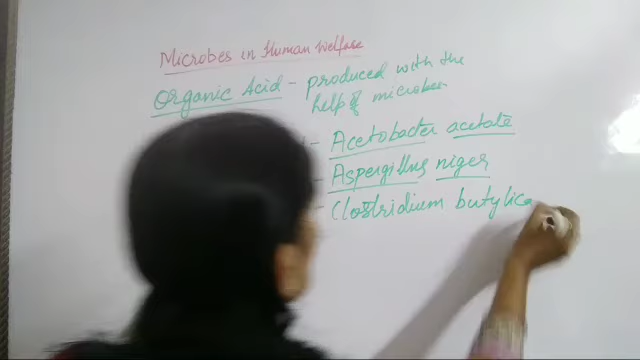 Microbes in Human Welfare
Organic Acid - produced with the
help of microbes
Acetobacter acetate
- Aspergillus niger
- Clostridium butylica